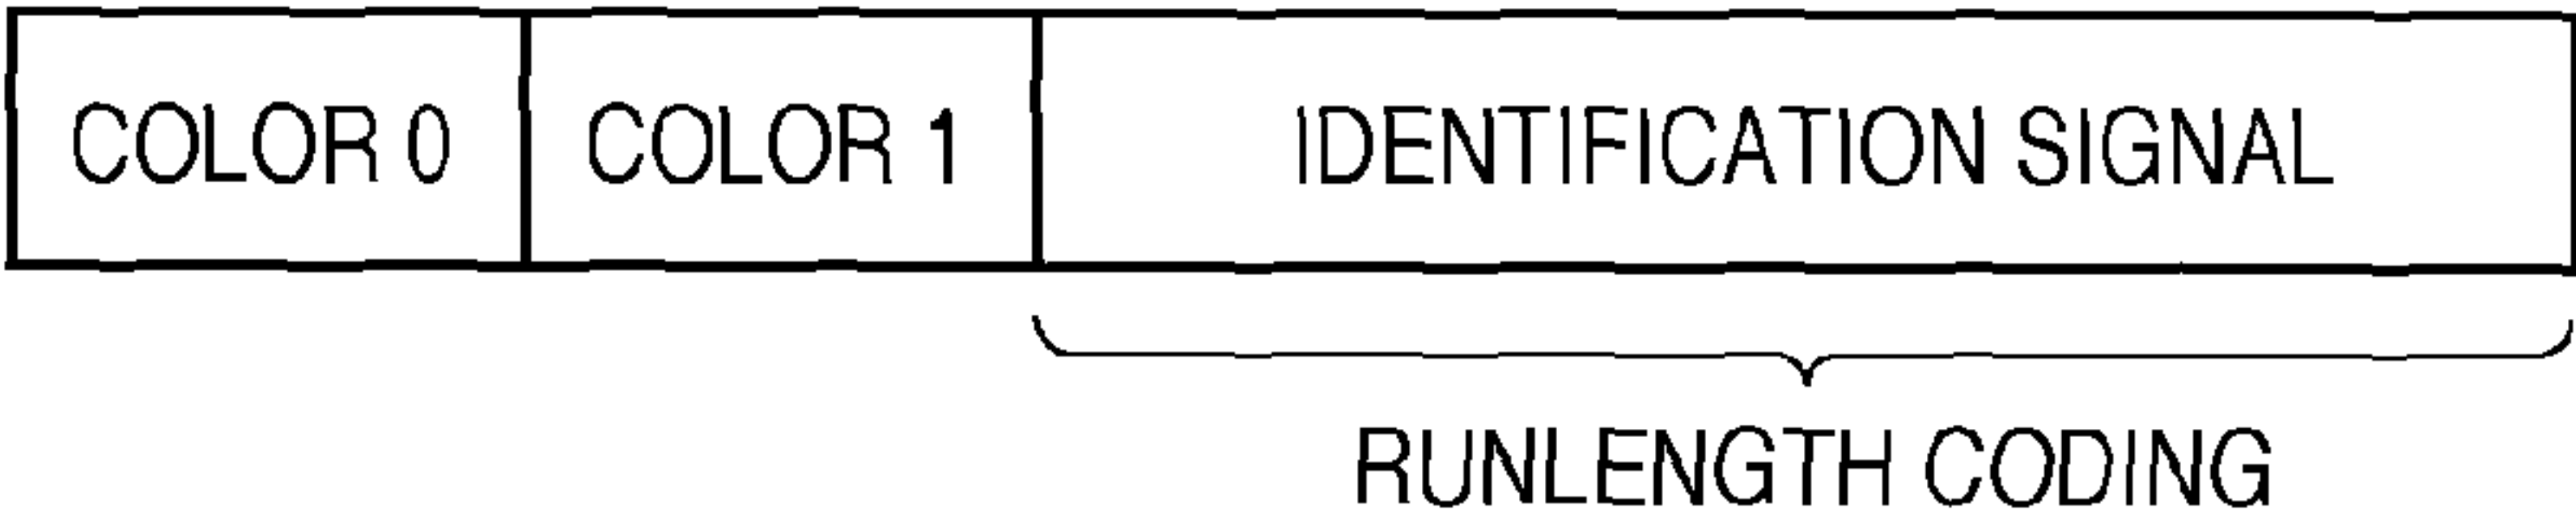 COLOR 0 COLOR 1 IDENTIFICATION SIGNAL
RUNLENGTH CODING